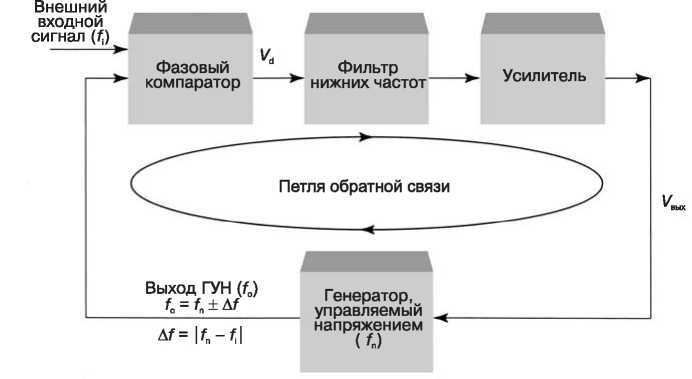 Внешний
входной
сигнал (fi)
Фазовый
компаратор
Vd
Фильтр
нижних частот
Усилитель
Петля обратной связи
Vвых
Выход ГУН (fo)
fo = fn ± Δf
Δf = |fn – fi|
Генератор,
управляемый
напряжением
( fn)